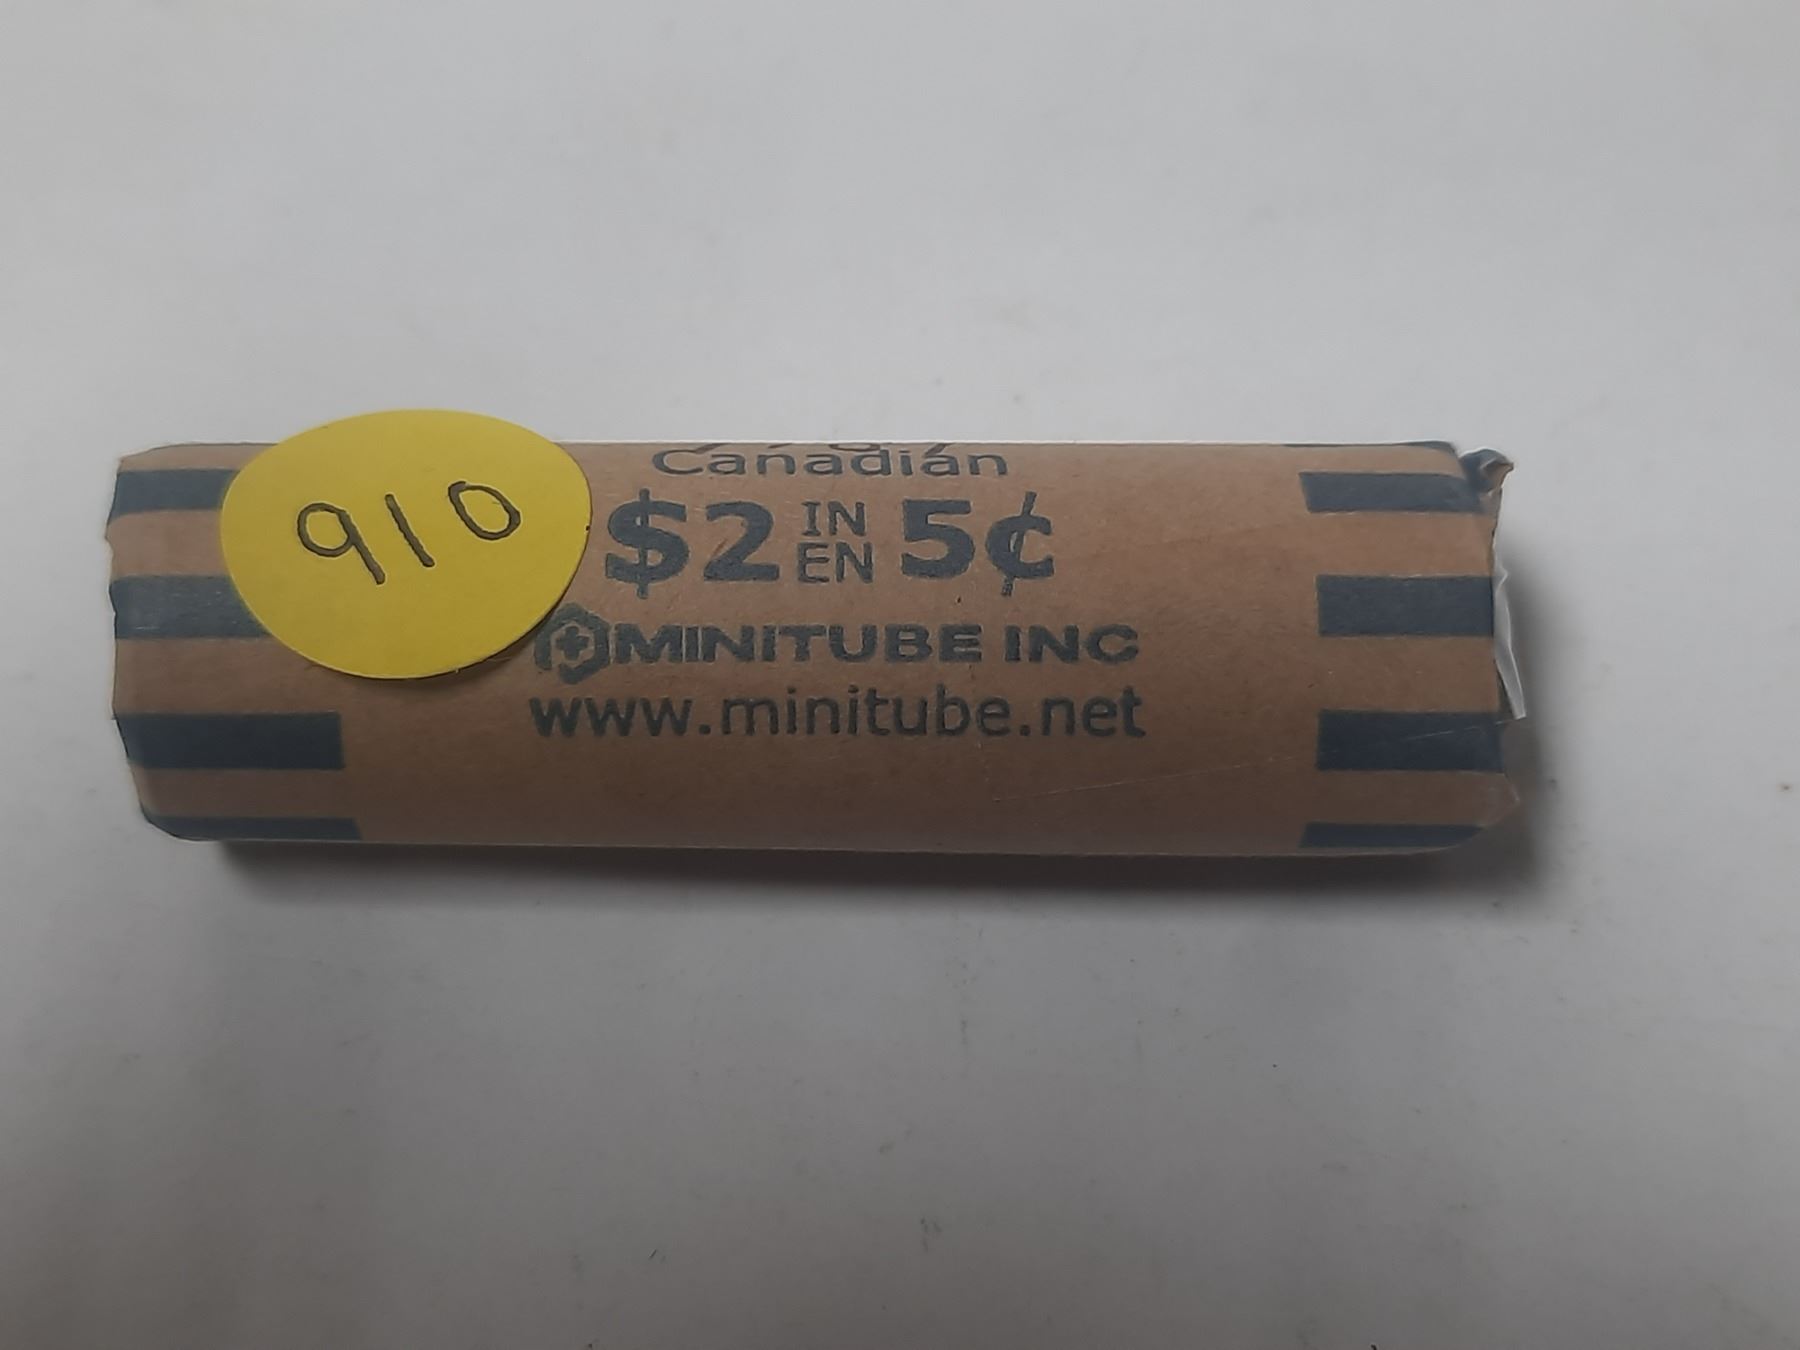 910
Canadian
$2 IN EN 5¢
MINITUBE INC
www.minitube.net